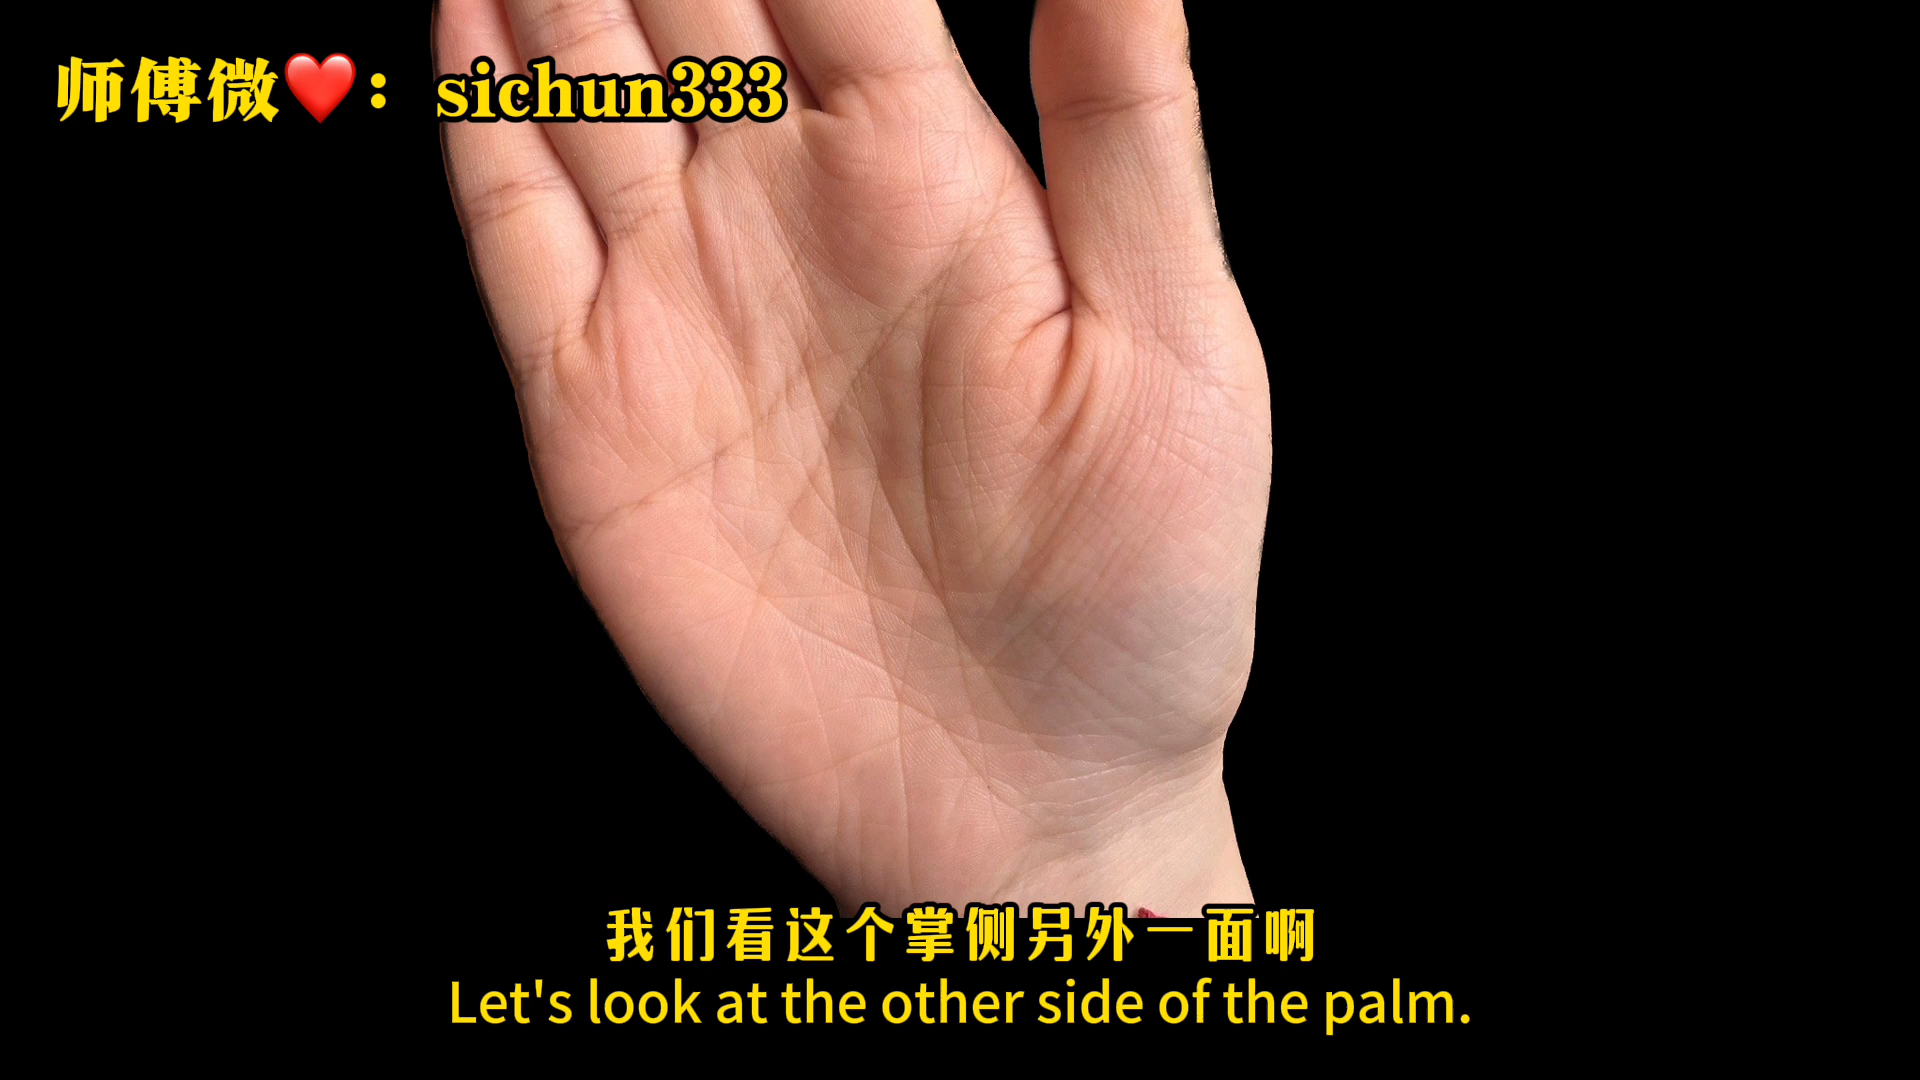 师傅微❤️：sichun333
我们看这个掌侧另外一面啊
Let's look at the other side of the palm.